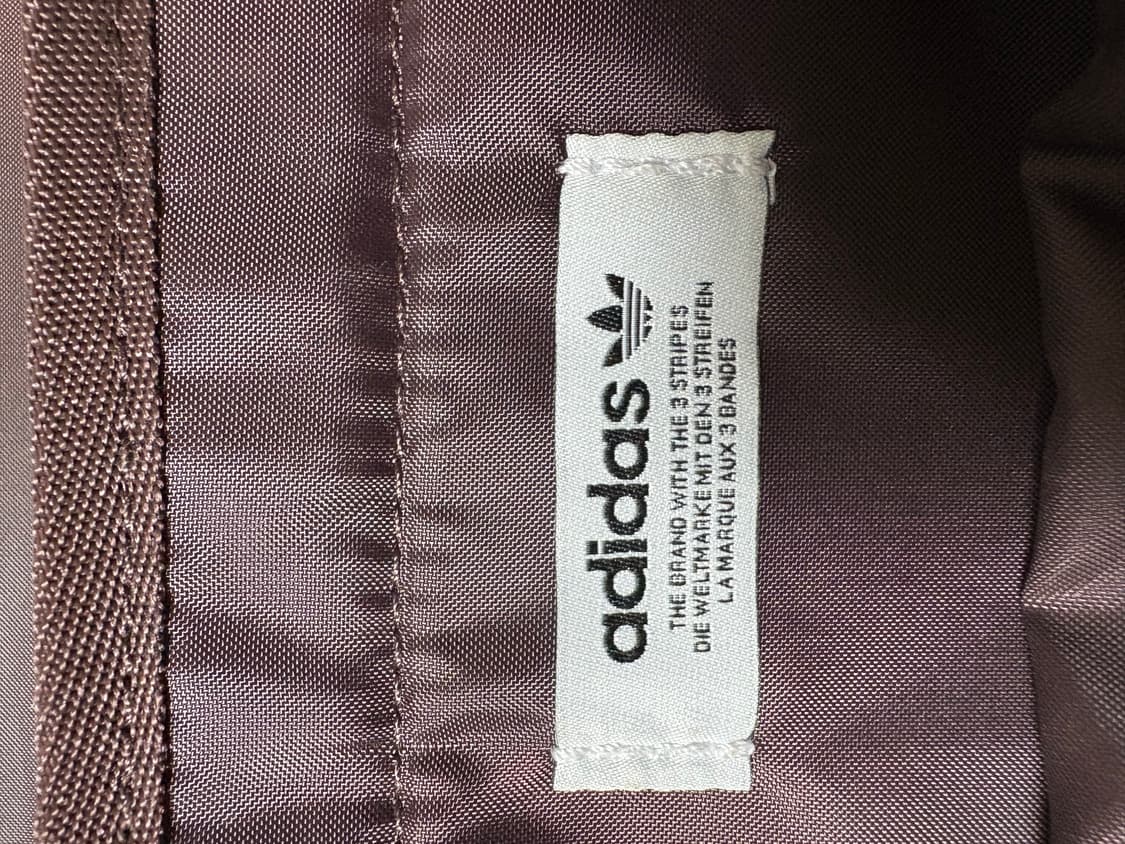 adidas
THE BRAND WITH THE 3 STRIPES
DIE WELTMARKE MIT DEN 3 STREIFEN
LA MARQUE AUX 3 BANDES